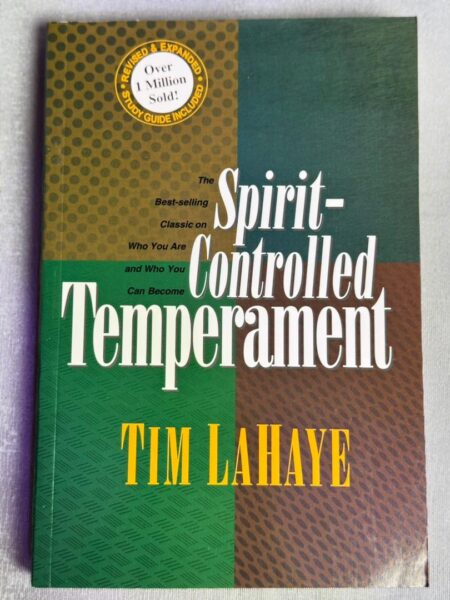 • REVISED & EXPANDED •
STUDY GUIDE INCLUDED
Over
1 Million
Sold!
The
Best-selling
Classic on
Who You Are
and Who You
Can Become
Spirit-
Controlled
Temperament
TIM LAHAYE